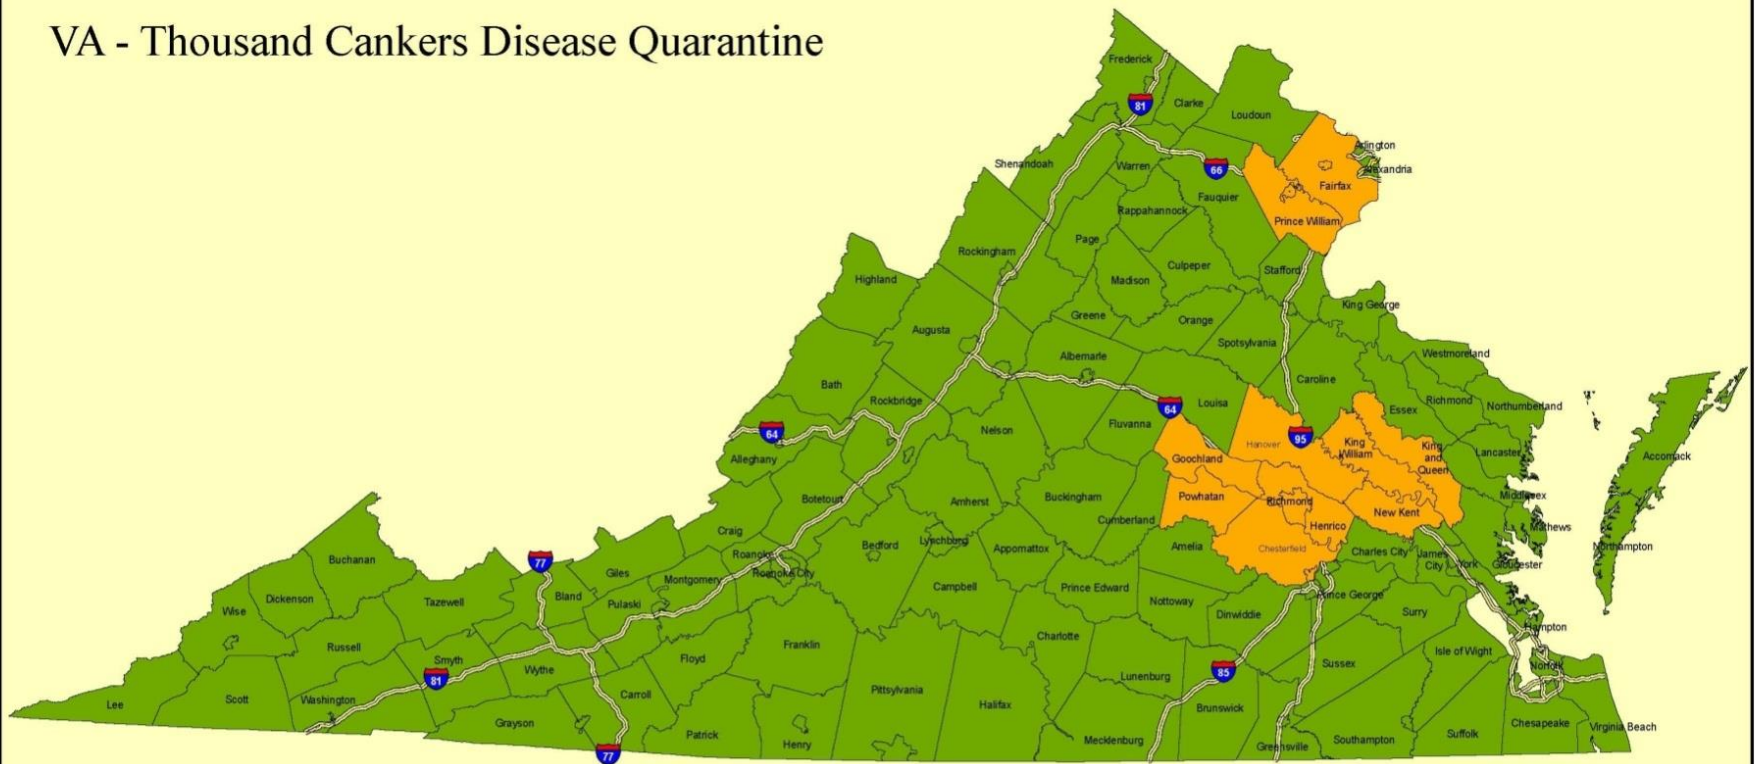 VA - Thousand Cankers Disease Quarantine
Frederick
81
Clarke
Loudoun
Arlington
Shenandoah
Warren
66
Alexandria
Fairfax
Fauquier
Rappahannock
Prince William
Page
Rockingham
Culpeper
Stafford
Highland
Madison
King George
Greene
Orange
Augusta
Spotsylvania
Albemarle
Westmoreland
Bath
Caroline
Rockbridge
64
Louisa
Essex
Richmond
Northumberland
Fluvanna
Nelson
64
95
Hanover
King
William
King
and
Queen
Lancaster
Accomack
Alleghany
Goochland
Botetourt
Amherst
Buckingham
Powhatan
Richmond
Middlesex
New Kent
Cumberland
Henrico
Mathews
Craig
Lynchburg
Bedford
Appomattox
Amelia
Chesterfield
Charles City
James
City
York
Gloucester
Northampton
Roanoke
Roanoke City
Buchanan
77
Giles
Montgomery
Bland
Pulaski
Campbell
Prince Edward
Nottoway
Prince George
Dickenson
Tazewell
Wise
Dinwiddie
Surry
Hampton
Russell
Franklin
Charlotte
Smyth
Floyd
Isle of Wight
Wythe
Sussex
Norfolk
81
85
Lunenburg
Lee
Scott
Washington
Carroll
Pittsylvania
Halifax
Brunswick
Grayson
Patrick
Henry
Mecklenburg
Greensville
Southampton
Suffolk
Chesapeake
Virginia Beach
77